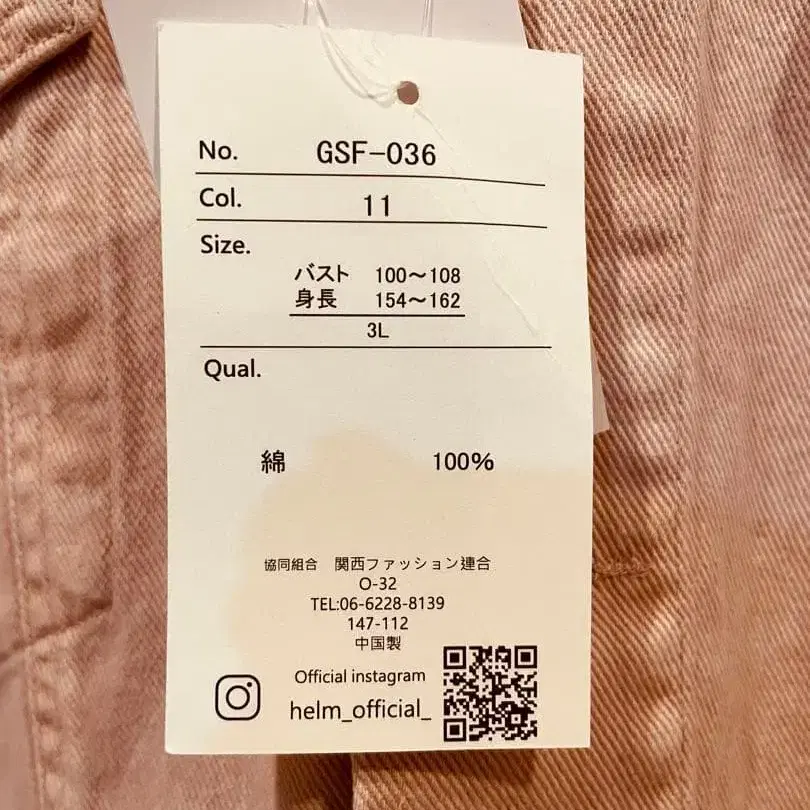 No. GSF-036
Col. 11
Size.
バスト 100～108
身長 154～162
3L
Qual.
綿 100%
協同組合 関西ファッション連合
O-32
TEL:06-6228-8139
147-112
中国製
Official instagram
helm_official_